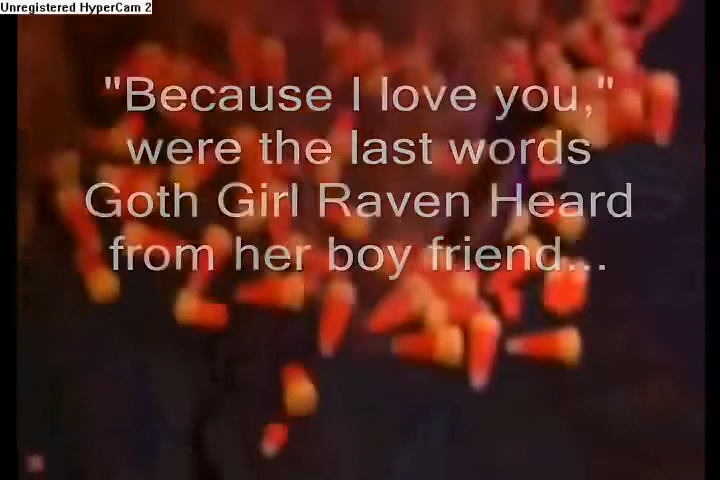 Unregistered HyperCam 2
"Because I love you,"
were the last words
Goth Girl Raven Heard
from her boy friend...